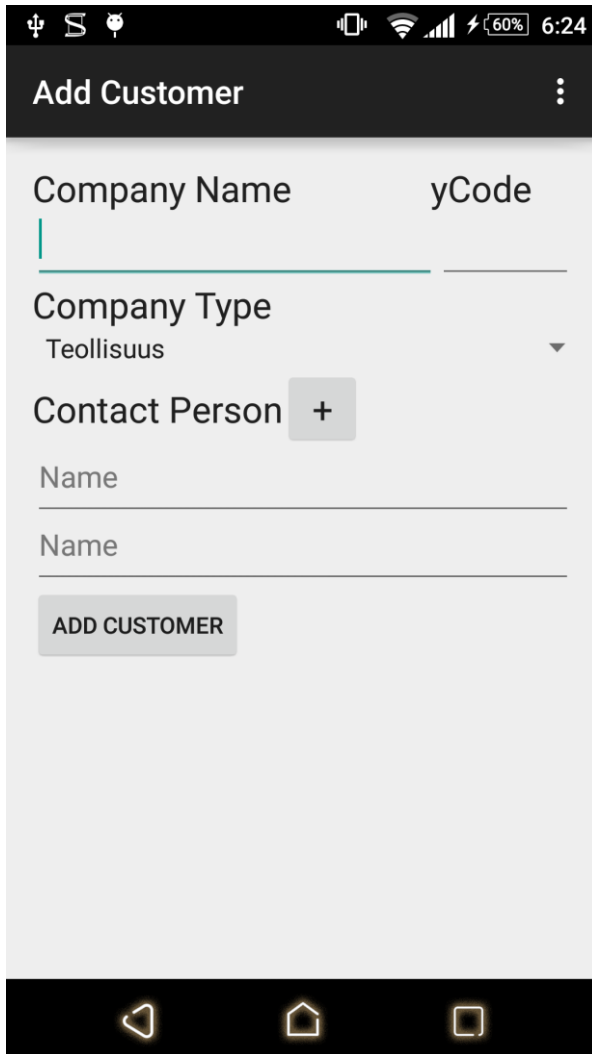 60% 6:24
Add Customer
Company Name yCode
Company Type
Teollisuus
Contact Person +
Name
Name
ADD CUSTOMER